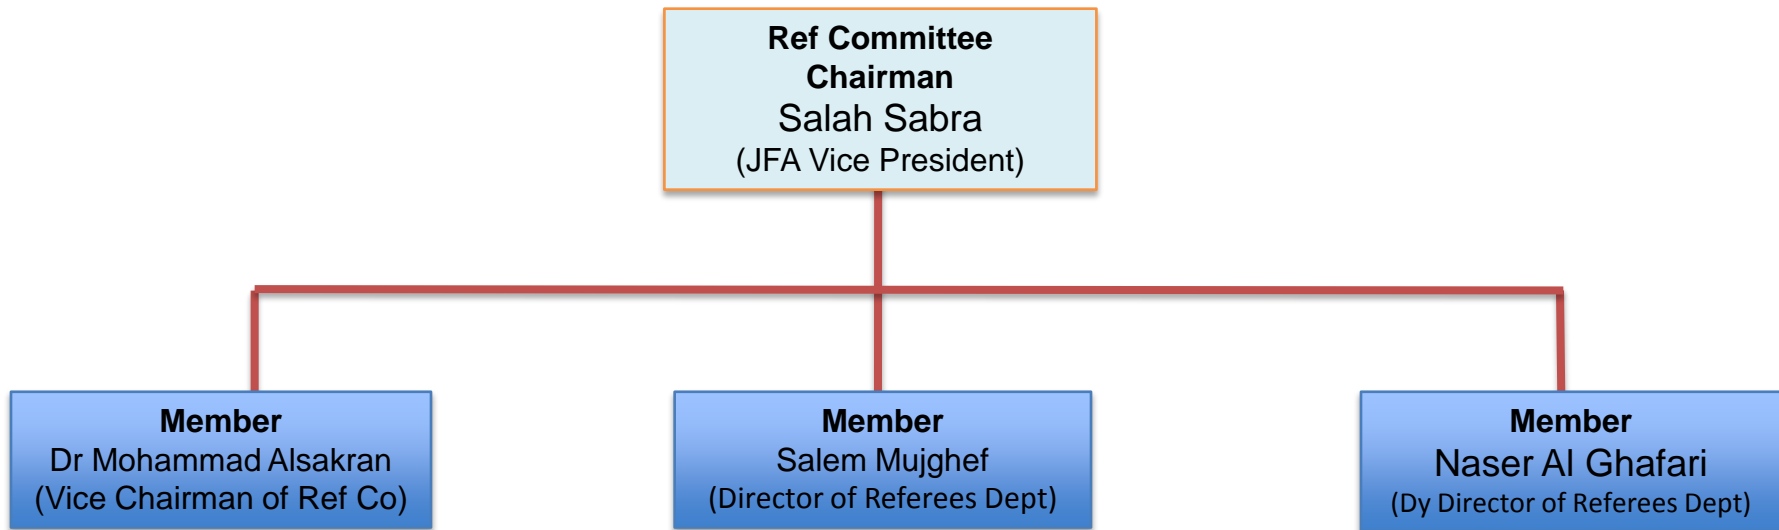 Ref Committee
Chairman
Salah Sabra
(JFA Vice President)
Member
Dr Mohammad Alsakran
(Vice Chairman of Ref Co)
Member
Salem Mujghef
(Director of Referees Dept)
Member
Naser Al Ghafari
(Dy Director of Referees Dept)